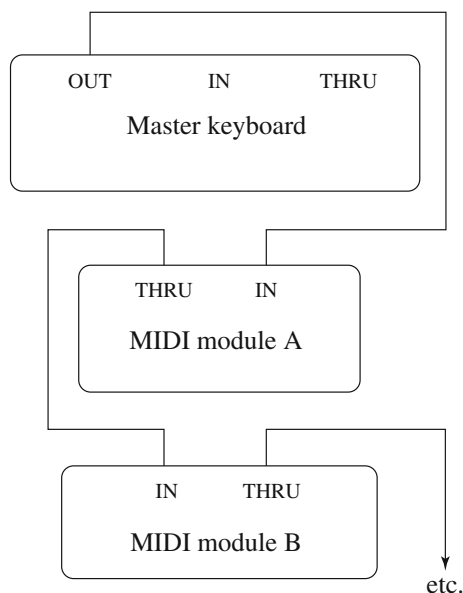 OUT IN THRU
Master keyboard
THRU IN
MIDI module A
IN THRU
MIDI module B
etc.